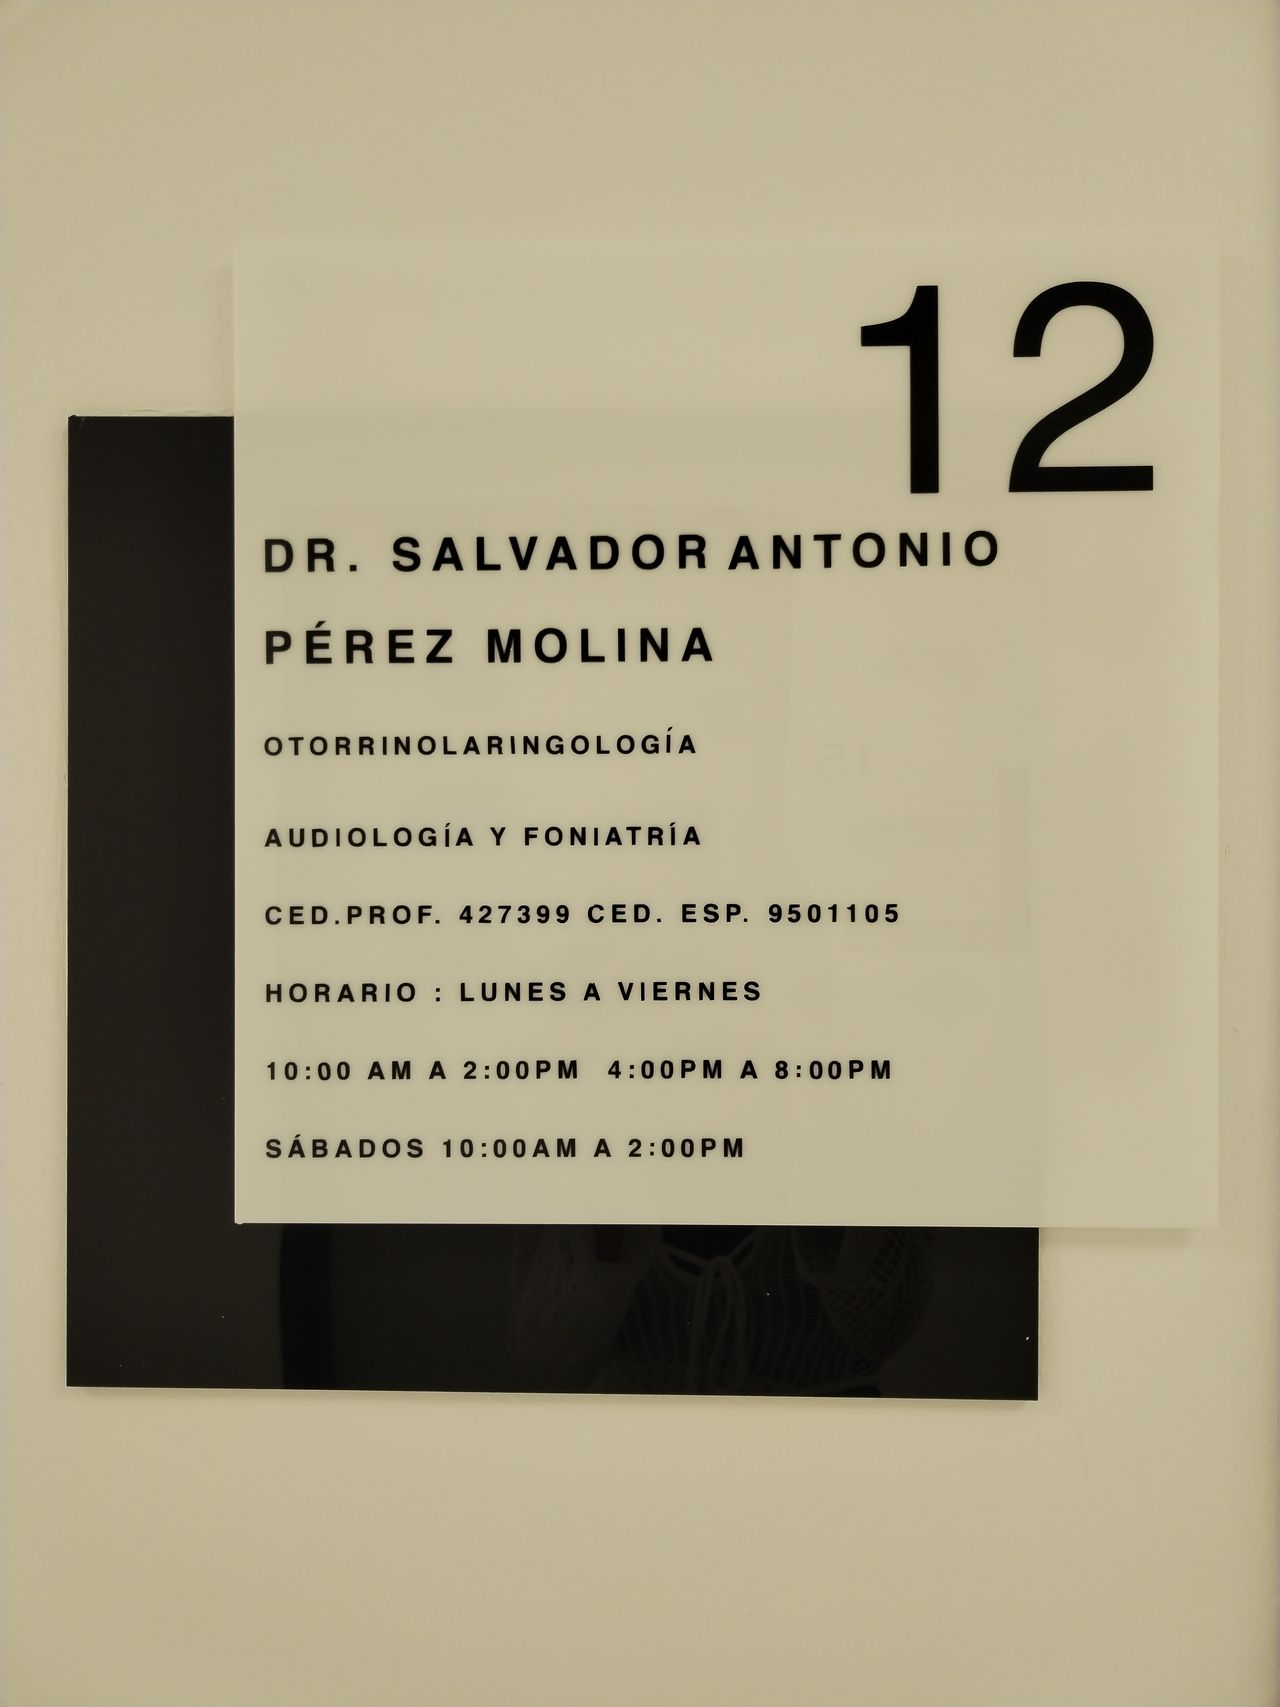 12
DR. SALVADOR ANTONIO
PÉREZ MOLINA
OTORRINOLARINGOLOGÍA
AUDIOLOGÍA Y FONIATRÍA
CED.PROF. 427399 CED. ESP. 9501105
HORARIO : LUNES A VIERNES
10:00 AM A 2:00PM 4:00PM A 8:00PM
SÁBADOS 10:00AM A 2:00PM